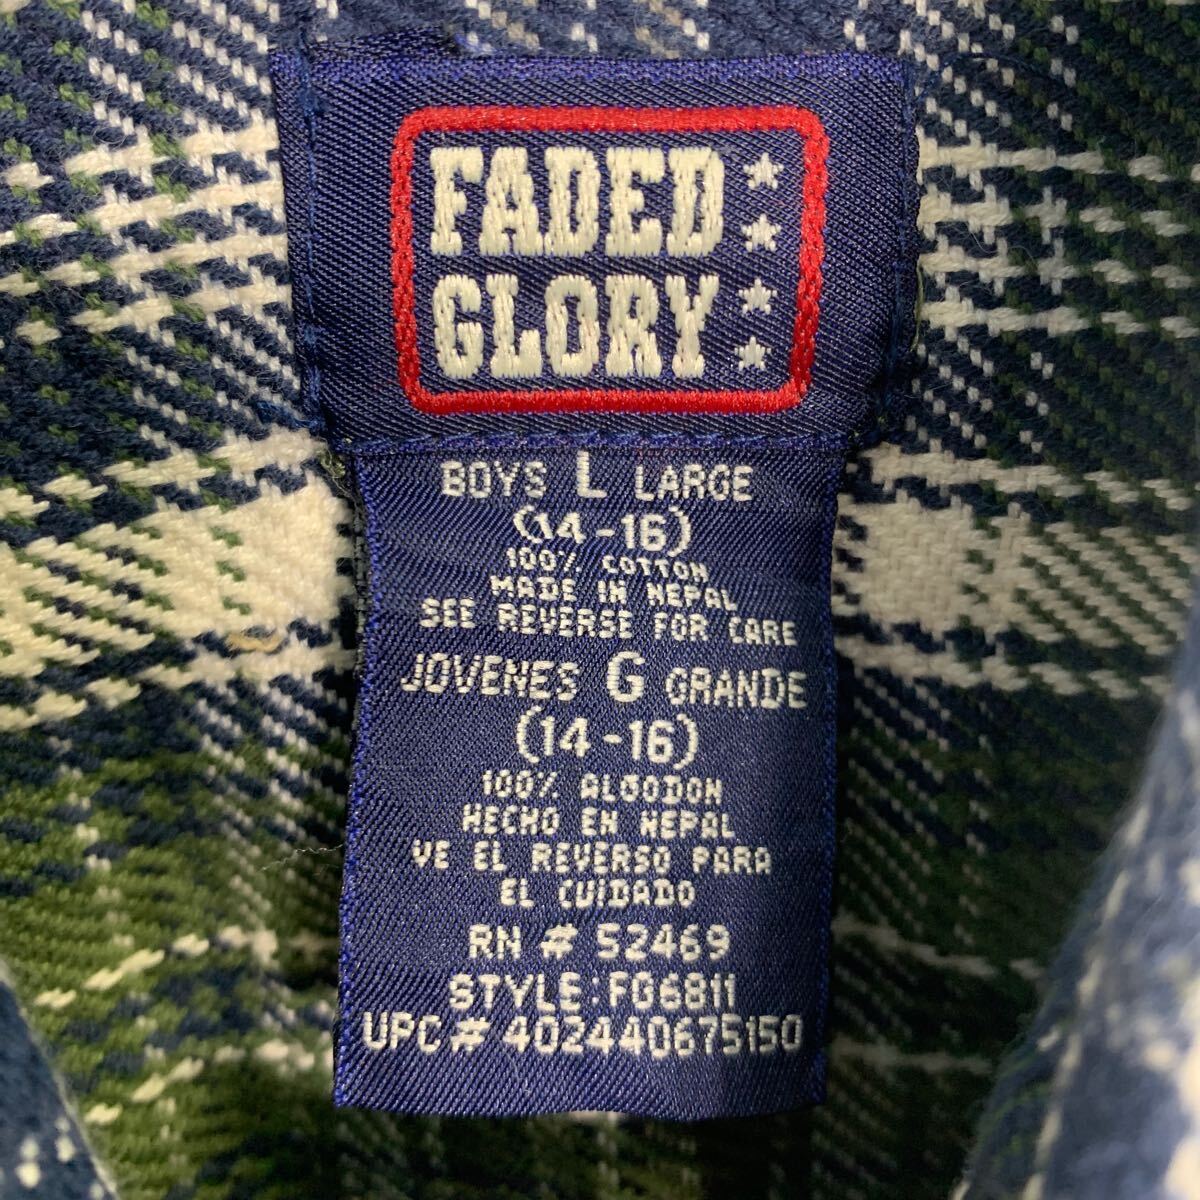 FADED
GLORY
BOYS L LARGE
(14-16)
100% COTTON
MADE IN NEPAL
SEE REVERSE FOR CARE
JOVENES G GRANDE
(14-16)
100% ALGODON
HECHO EN NEPAL
VE EL REVERSO PARA
EL CUIDADO
RN # 52469
STYLE: FG6811
UPC # 402440675150